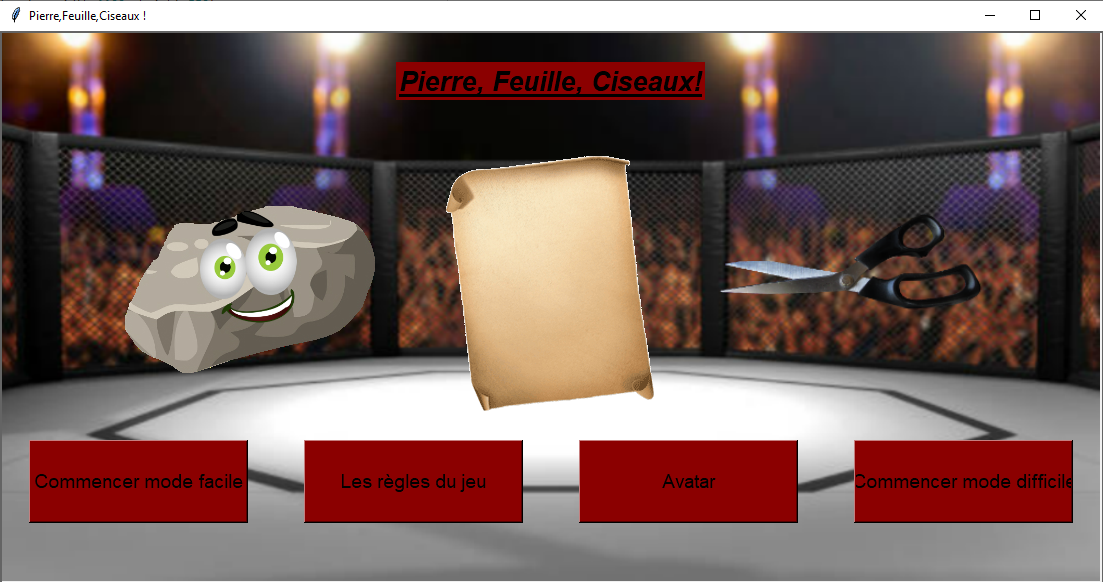 Pierre,Feuille,Ciseaux !
Pierre, Feuille, Ciseaux!
Commencer mode facile
Les règles du jeu
Avatar
Commencer mode difficile